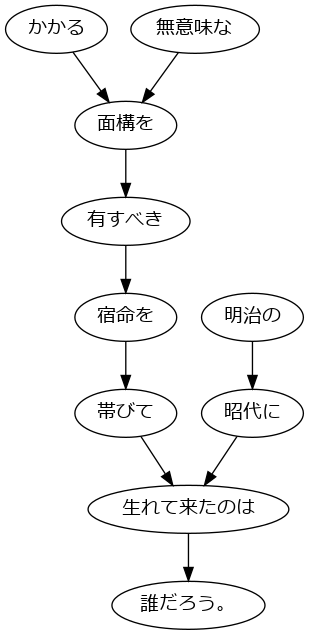 かかる
無意味な
面構を
有すべき
宿命を
明治の
帯びて
昭代に
生れて来たのは
誰だろう。